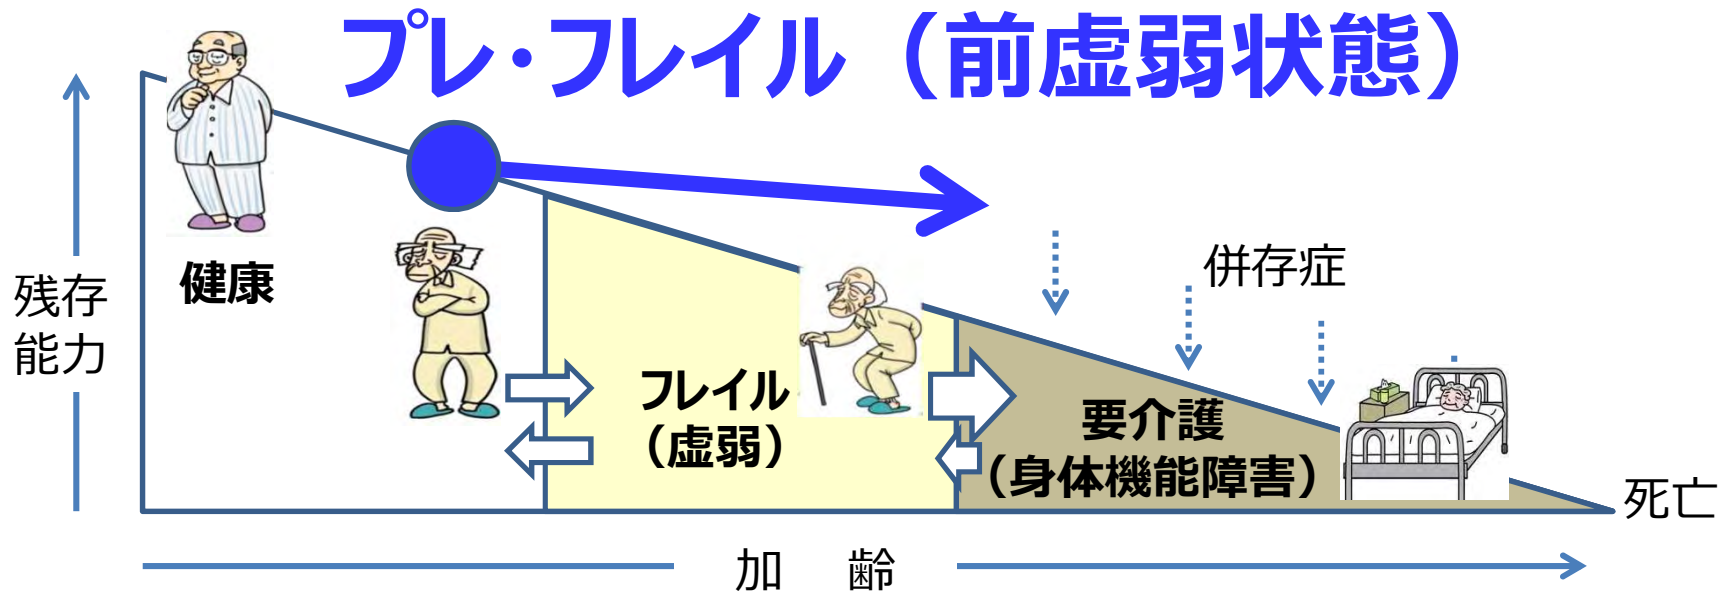 プレ・フレイル（前虚弱状態）
健康
残存
能力
併存症
フレイル
（虚弱）
要介護
（身体機能障害）
死亡
加　齢